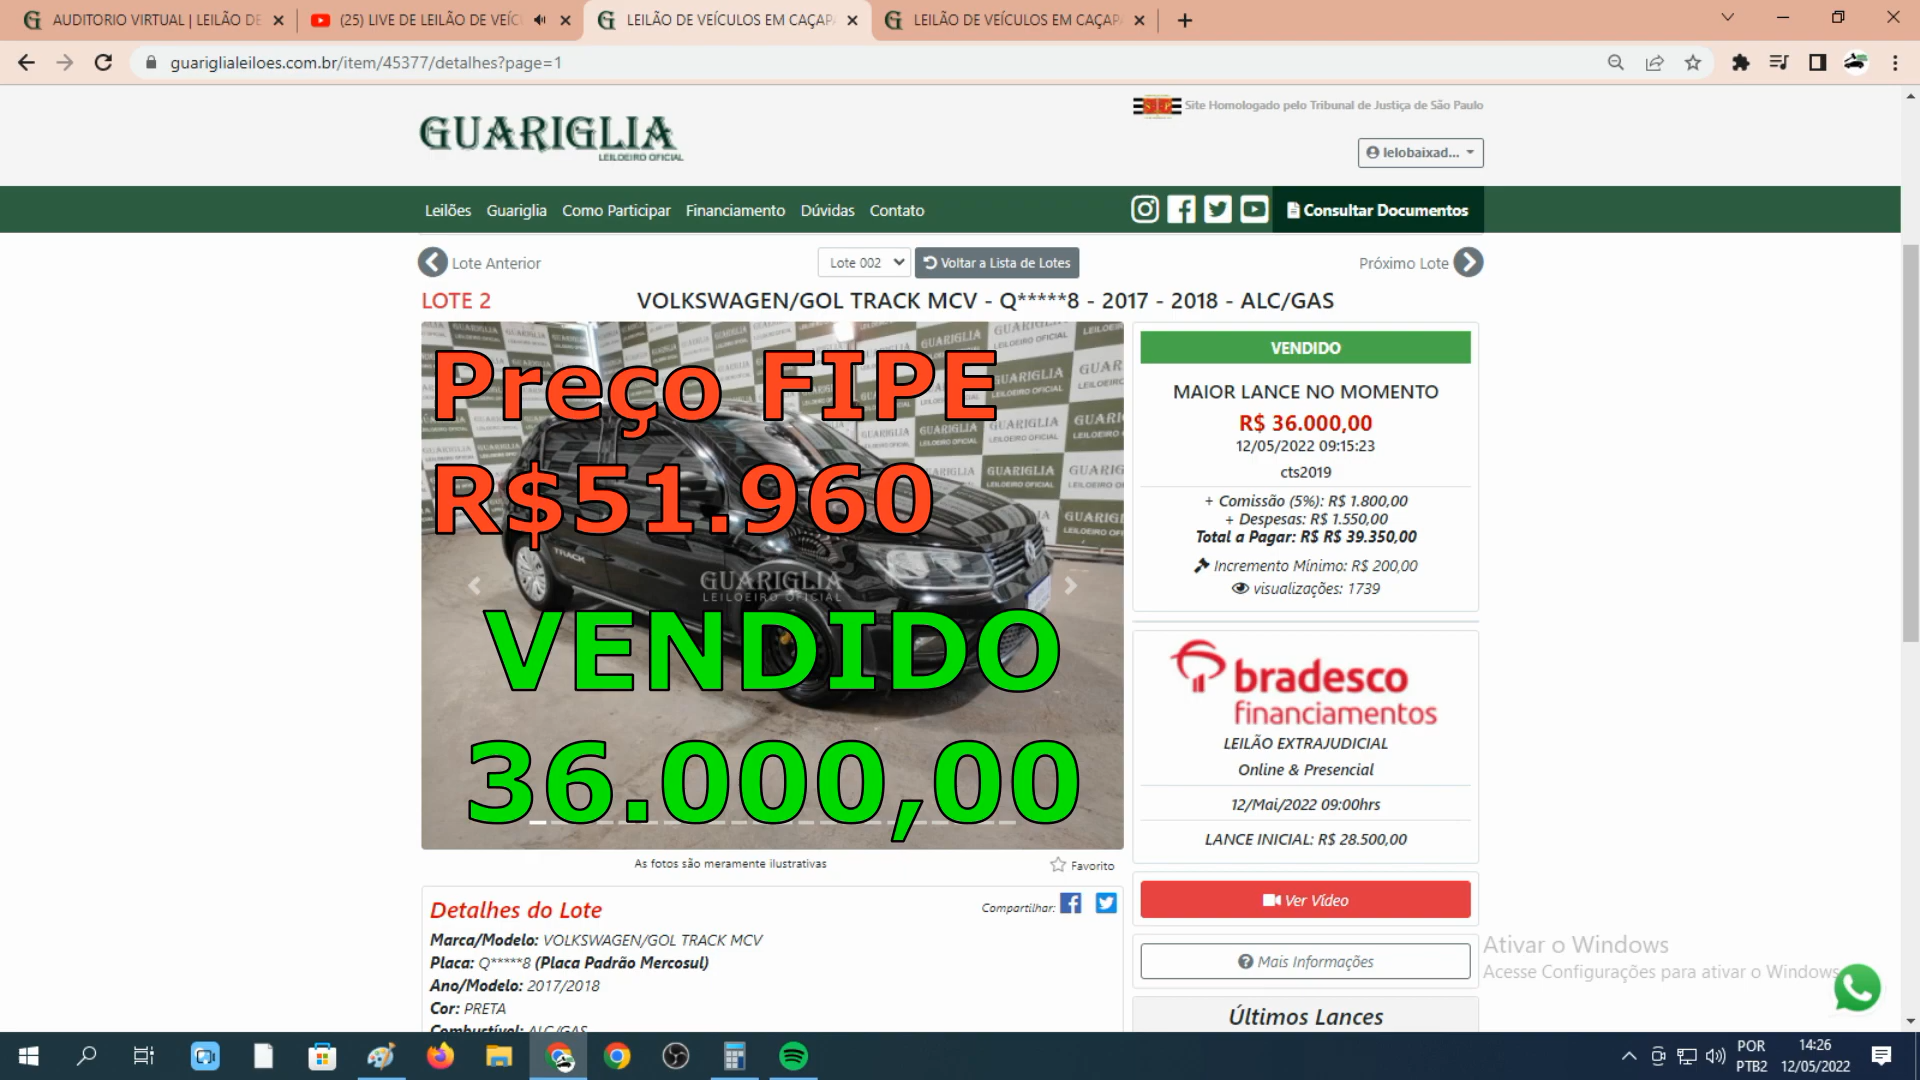 AUDITORIO VIRTUAL | LEILÃO DE
(25) LIVE DE LEILÃO DE VEÍC
LEILÃO DE VEÍCULOS EM CAÇAPA
LEILÃO DE VEÍCULOS EM CAÇAPA
guariglialeiloes.com.br/item/45377/detalhes?page=1
GUARIGLIA
LEILOEIRO OFICIAL
Site Homologado pelo Tribunal de Justiça de São Paulo
lelobaixad...
Leilões Guariglia Como Participar Financiamento Dúvidas Contato
Consultar Documentos
Lote Anterior
Lote 002
Voltar a Lista de Lotes
Próximo Lote
LOTE 2
VOLKSWAGEN/GOL TRACK MCV - Q*****8 - 2017 - 2018 - ALC/GAS
Preço FIPE
R$51.960
TRACK
GUARIGLIA
LEILOEIRO OFICIAL
VENDIDO
36.000,00
VENDIDO
MAIOR LANCE NO MOMENTO
R$ 36.000,00
12/05/2022 09:15:23
cts2019
+ Comissão (5%): R$ 1.800,00
+ Despesas: R$ 1.550,00
Total a Pagar: R$ R$ 39.350,00
Incremento Mínimo: R$ 200,00
visualizações: 1739
bradesco
financiamentos
LEILÃO EXTRAJUDICIAL
Online & Presencial
12/Mai/2022 09:00hrs
LANCE INICIAL: R$ 28.500,00
As fotos são meramente ilustrativas
Favorito
Ver Vídeo
Mais Informações
Últimos Lances
Detalhes do Lote
Compartilhar:
Marca/Modelo: VOLKSWAGEN/GOL TRACK MCV
Placa: Q*****8 (Placa Padrão Mercosul)
Ano/Modelo: 2017/2018
Cor: PRETA
Combustível: ALC/GAS
Ativar o Windows
Acesse Configurações para ativar o Windows
POR
PTB2
14:26
12/05/2022